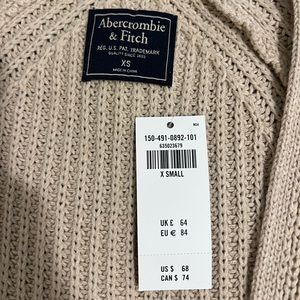 Abercrombie
& Fitch
REG. U.S. PAT. TRADEMARK
QUALITY SINCE 1892
XS
MADE IN CHINA
150-491-0892-101
635023679
X SMALL
UK £ 64
EU € 84
US $ 68
CAN $ 74